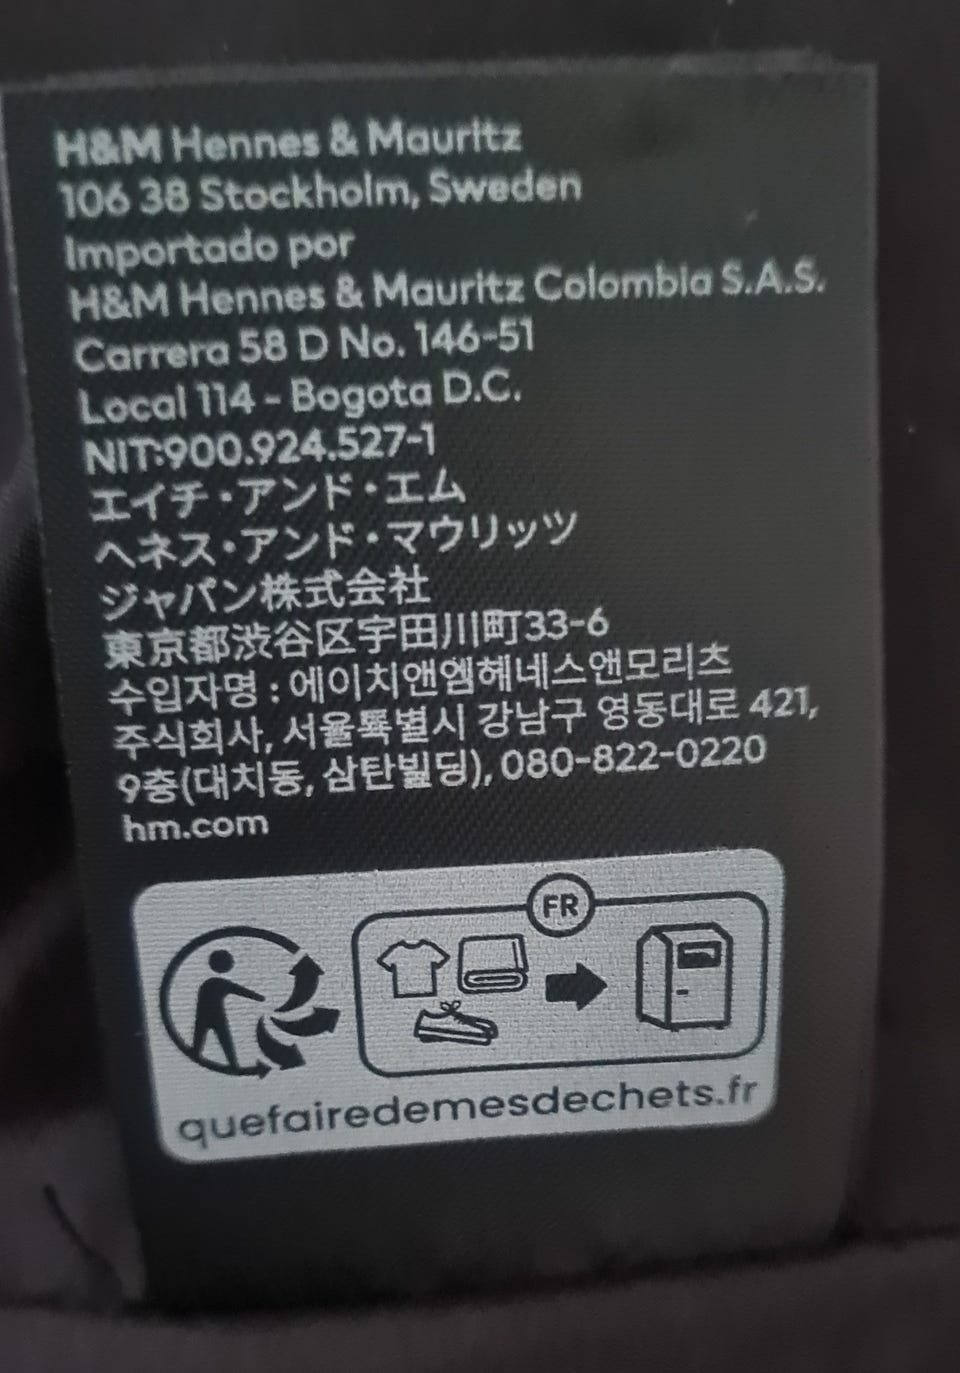 H&M Hennes & Mauritz
106 38 Stockholm, Sweden
Importado por
H&M Hennes & Mauritz Colombia S.A.S.
Carrera 58 D No. 146-51
Local 114 - Bogota D.C.
NIT:900.924.527-1
エイチ・アンド・エム
ヘネス・アンド・マウリッツ
ジャパン株式会社
東京都渋谷区宇田川町33-6
수입자명 : 에이치앤엠헤네스앤모리츠
주식회사, 서울특별시 강남구 영동대로 421,
9층(대치동, 삼탄빌딩), 080-822-0220
hm.com
FR
quefairedemesdechets.fr